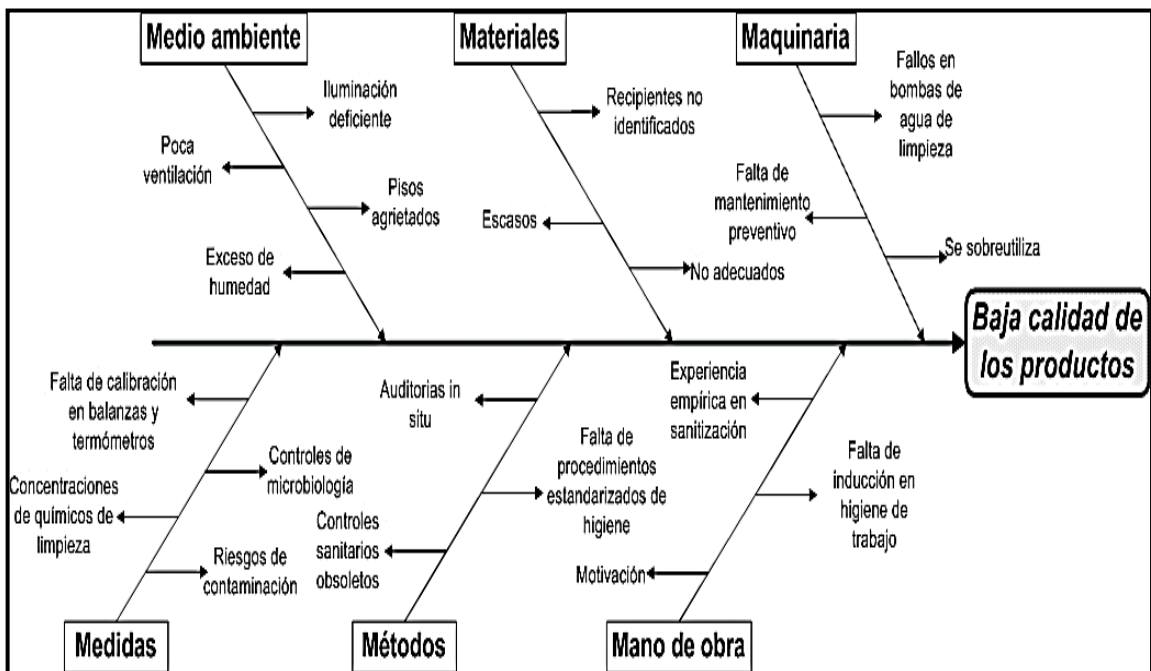 Medio ambiente
Iluminación
deficiente
Poca
ventilación
Pisos
agrietados
Exceso de
humedad
Materiales
Recipientes no
identificados
Escasos
No adecuados
Maquinaria
Fallos en
bombas de
agua de
limpieza
Falta de
mantenimiento
preventivo
Se sobreutiliza
Baja calidad de
los productos
Falta de calibración
en balanzas y
termómetros
Controles de
microbiología
Concentraciones
de químicos de
limpieza
Riesgos de
contaminación
Medidas
Auditorias in
situ
Falta de
procedimientos
estandarizados de
higiene
Controles
sanitarios
obsoletos
Métodos
Experiencia
empírica en
sanitización
Falta de
inducción en
higiene de
trabajo
Motivación
Mano de obra